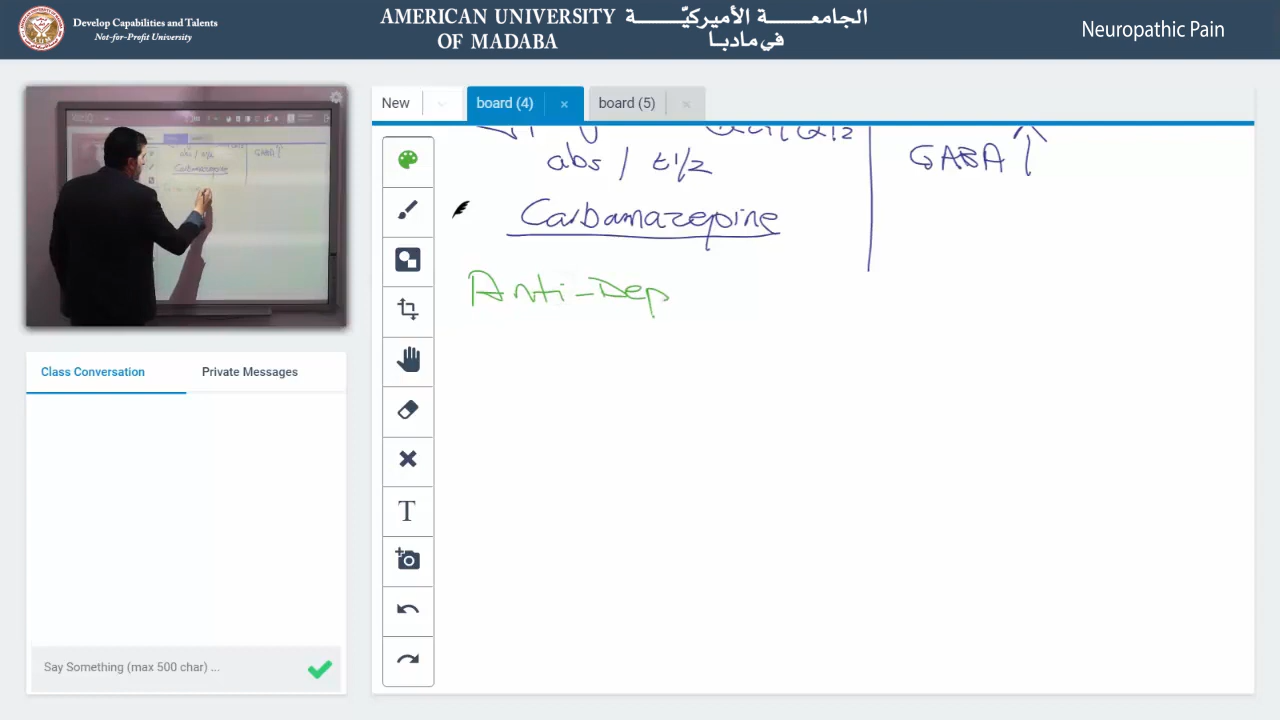 Develop Capabilities and Talents
Not-for-Profit University
AMERICAN UNIVERSITY
OF MADABA
الجامعـــــة الأميركيّـــــة
في مادبـا
Neuropathic Pain
New
board (4)
board (5)
abs / t1/2
GABA ↑
Carbamazepine
Anti-Dep
Class Conversation
Private Messages
Say Something (max 500 char) ...
T